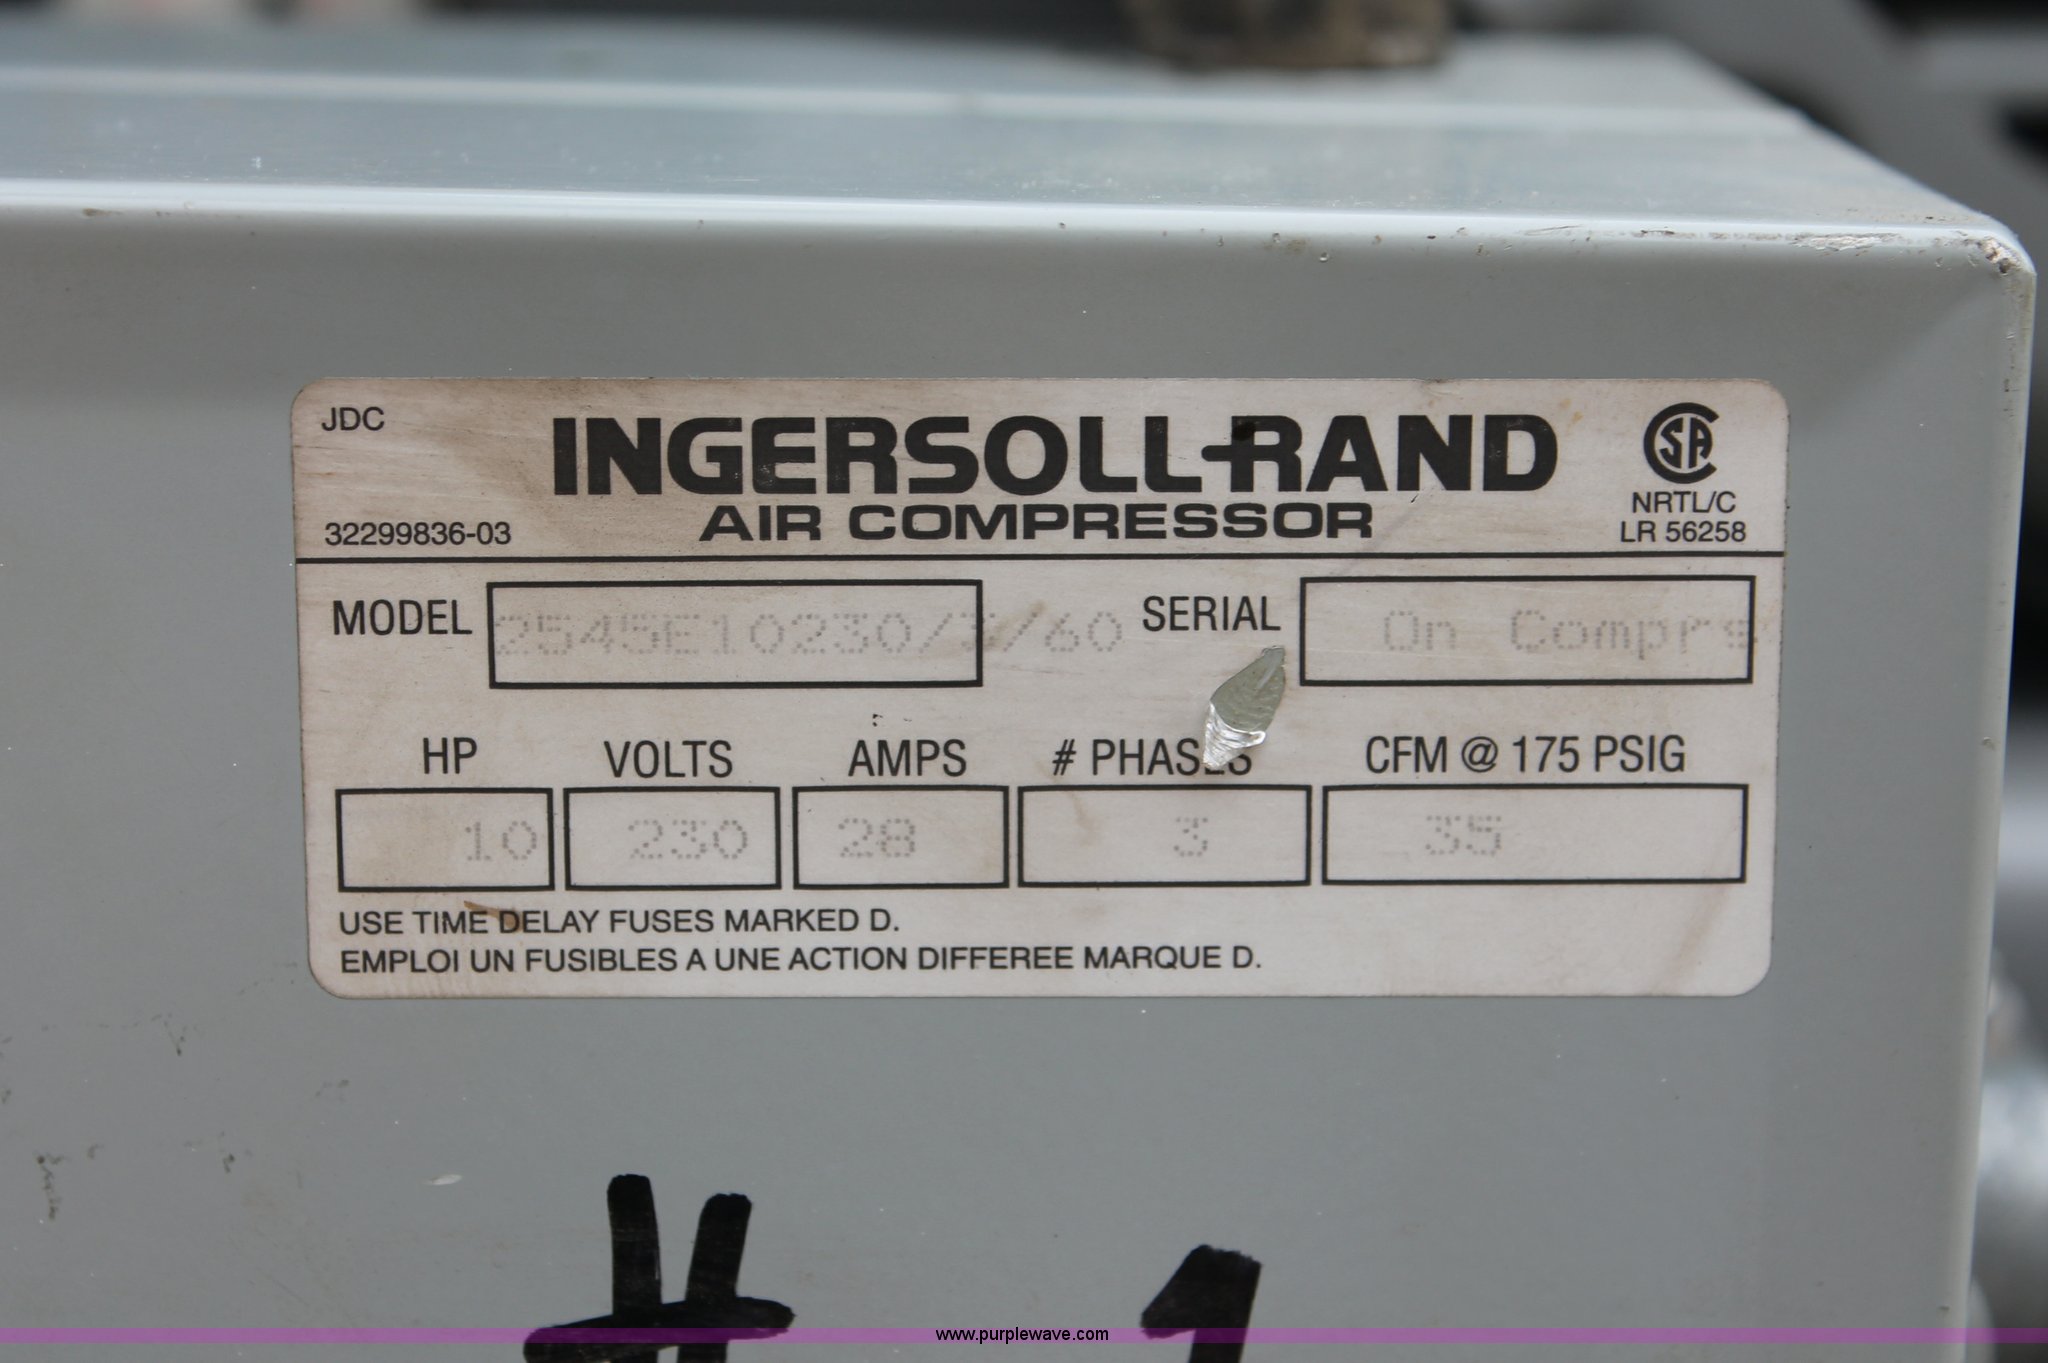 JDC
INGERSOLL-RAND
CSA
AIR COMPRESSOR
NRTL/C
32299836-03
LR 56258
MODEL 2545E10230/3/60 SERIAL On Comprs
HP VOLTS AMPS # PHASES CFM @ 175 PSIG
10 230 28 3 35
USE TIME DELAY FUSES MARKED D.
EMPLOI UN FUSIBLES A UNE ACTION DIFFEREE MARQUE D.
# 1
www.purplewave.com